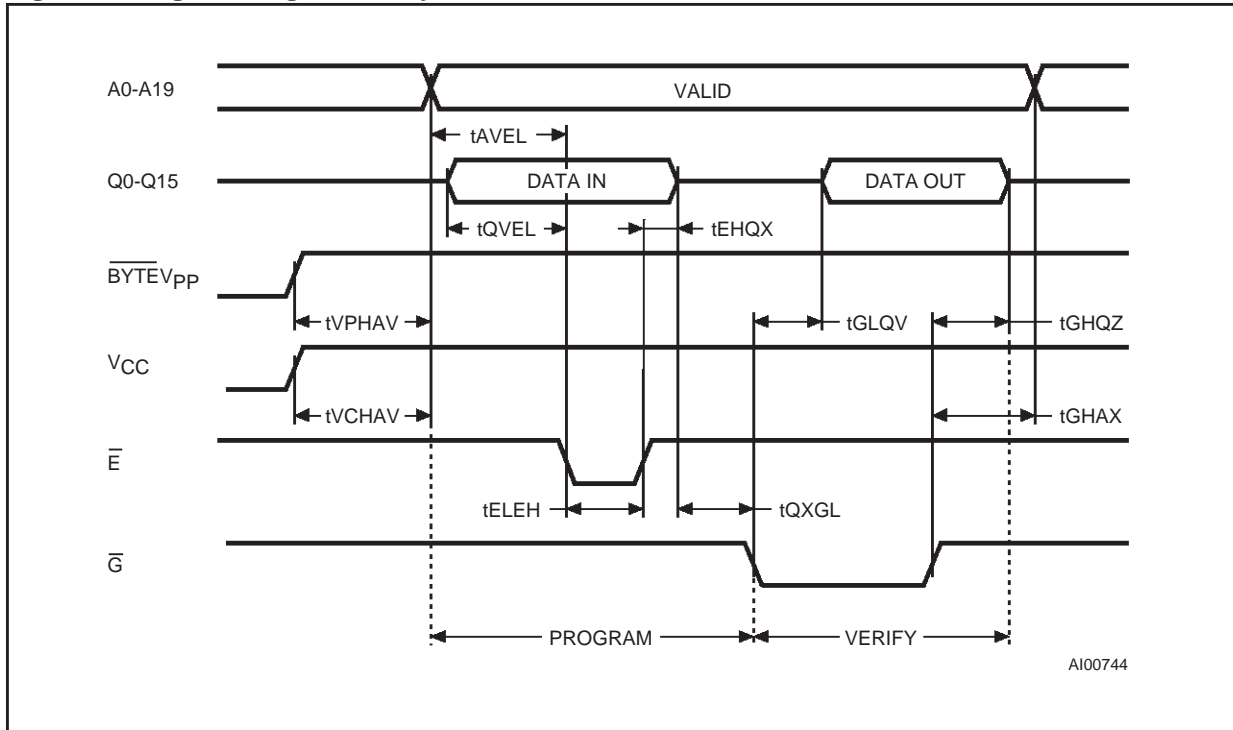 A0-A19
VALID
tAVEL
Q0-Q15
DATA IN
DATA OUT
tQVEL
tEHQX
BYTEVPP
tVPHAV
tGLQV
tGHQZ
VCC
tVCHAV
tGHAX
E
tELEH
tQXGL
G
PROGRAM
VERIFY
AI00744